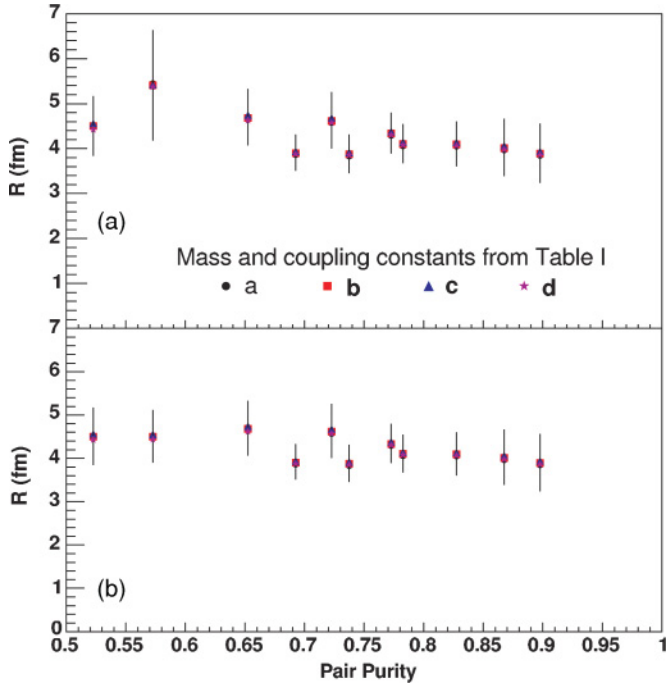 7
6
5
4
3
2
1
R (fm)
(a)
Mass and coupling constants from Table I
a b c d
7
6
5
4
3
2
1
0
R (fm)
(b)
0.5 0.55 0.6 0.65 0.7 0.75 0.8 0.85 0.9 0.95 1
Pair Purity